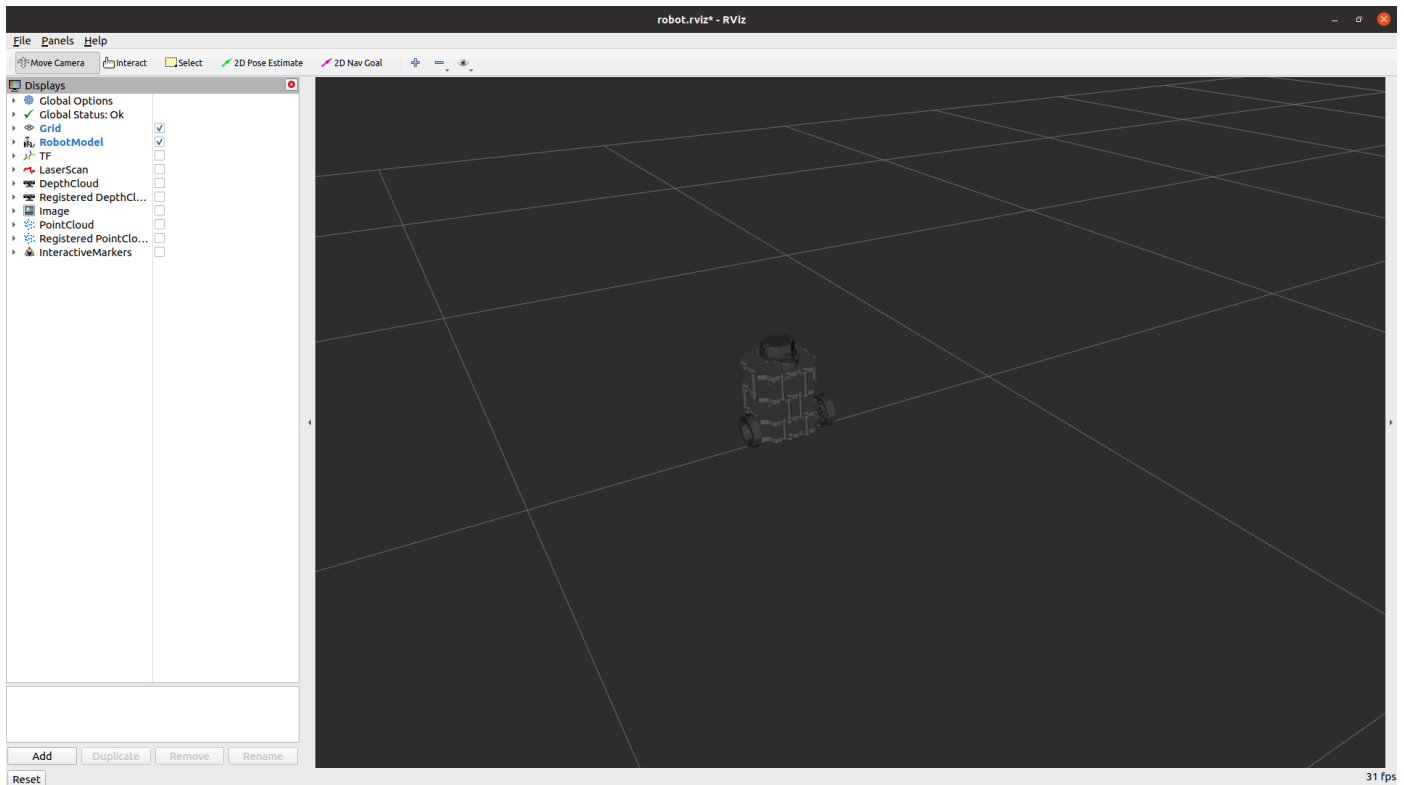 robot.rviz* - RViz
File Panels Help
Move Camera Interact Select 2D Pose Estimate 2D Nav Goal
Displays
Global Options
Global Status: Ok
Grid
RobotModel
TF
LaserScan
DepthCloud
Registered DepthCl...
Image
PointCloud
Registered PointClo...
InteractiveMarkers
Add Duplicate Remove Rename
Reset
31 fps